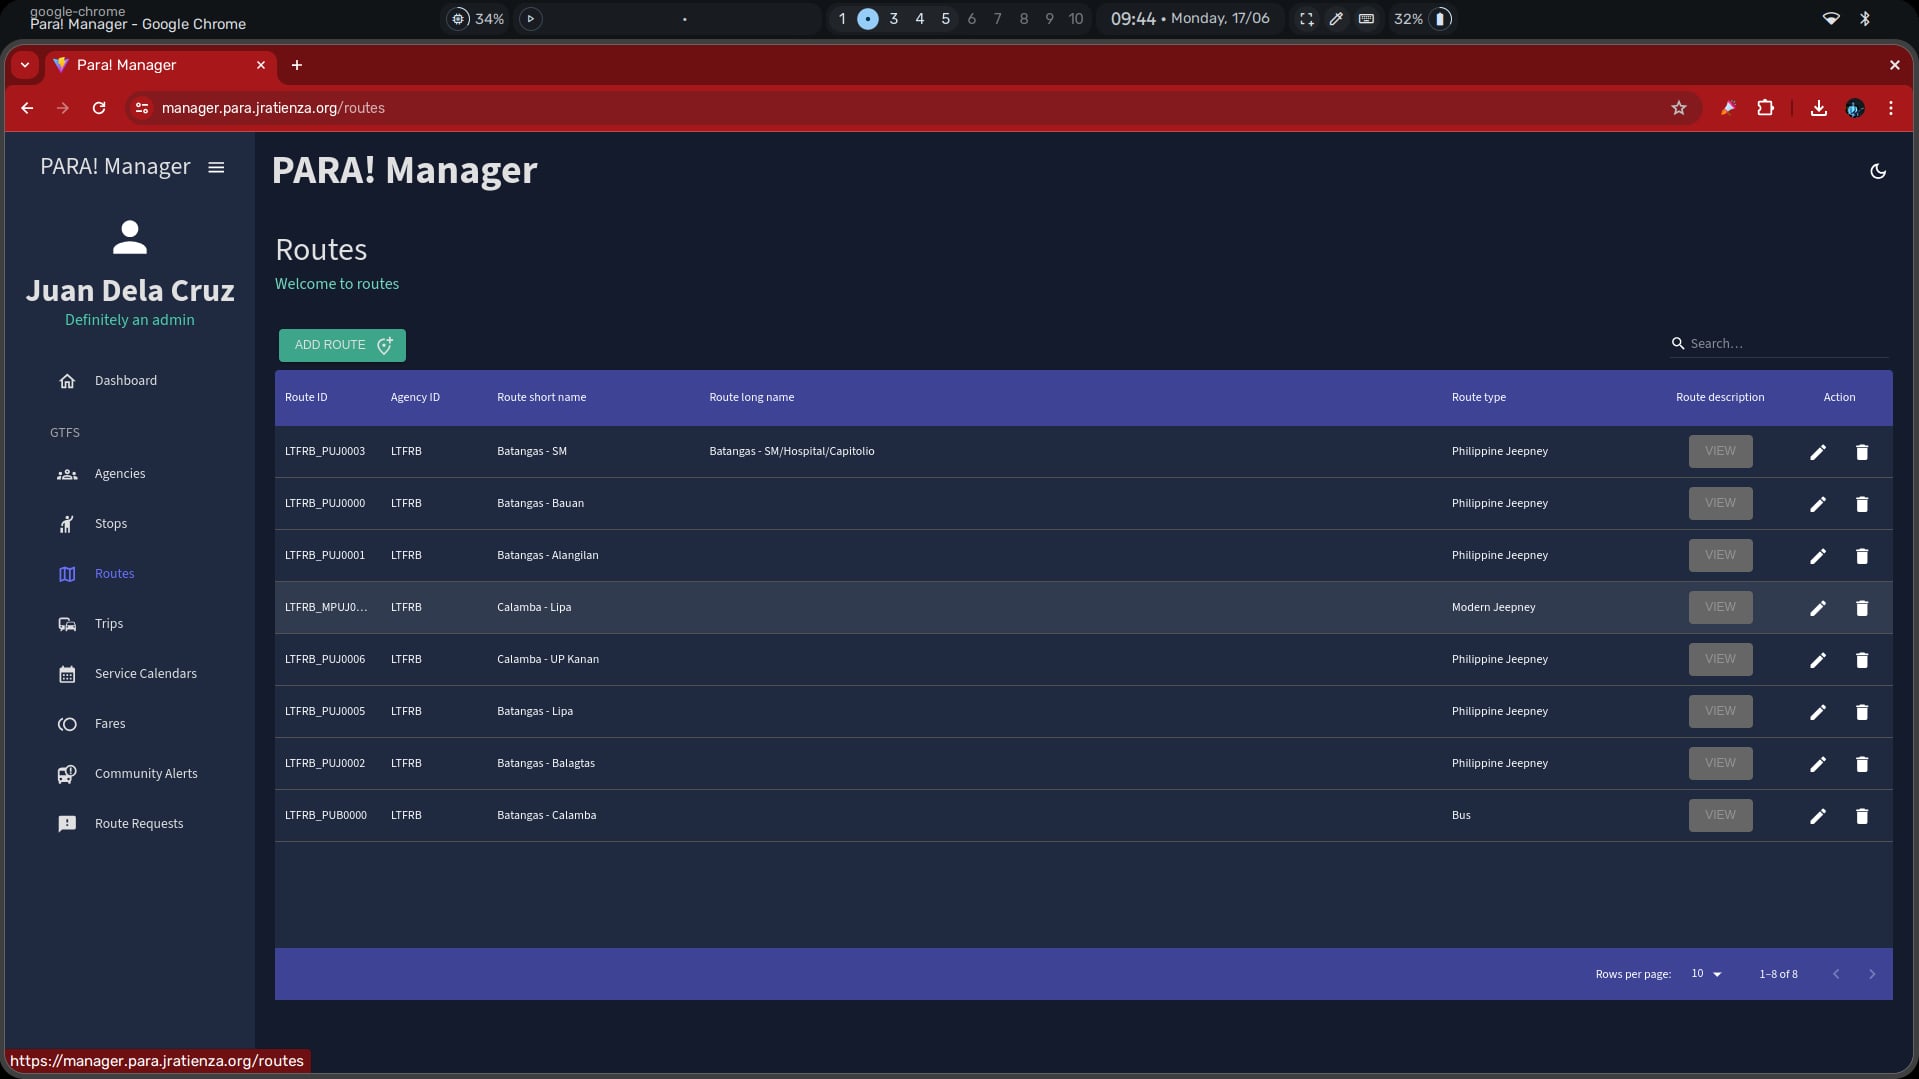 google-chrome
Para! Manager - Google Chrome
34%
1 3 4 5 6 7 8 9 10
09:44 • Monday, 17/06
32%
Para! Manager
manager.para.jratienza.org/routes
PARA! Manager
Juan Dela Cruz
Definitely an admin
Dashboard
GTFS
Agencies
Stops
Routes
Trips
Service Calendars
Fares
Community Alerts
Route Requests
PARA! Manager
Routes
Welcome to routes
ADD ROUTE
Search…
Route ID Agency ID Route short name Route long name Route type Route description Action
LTFRB_PUJ0003 LTFRB Batangas - SM Batangas - SM/Hospital/Capitolio Philippine Jeepney VIEW
LTFRB_PUJ0000 LTFRB Batangas - Bauan Philippine Jeepney VIEW
LTFRB_PUJ0001 LTFRB Batangas - Alangilan Philippine Jeepney VIEW
LTFRB_MPUJ0… LTFRB Calamba - Lipa Modern Jeepney VIEW
LTFRB_PUJ0006 LTFRB Calamba - UP Kanan Philippine Jeepney VIEW
LTFRB_PUJ0005 LTFRB Batangas - Lipa Philippine Jeepney VIEW
LTFRB_PUJ0002 LTFRB Batangas - Balagtas Philippine Jeepney VIEW
LTFRB_PUB0000 LTFRB Batangas - Calamba Bus VIEW
Rows per page: 10 1–8 of 8
https://manager.para.jratienza.org/routes